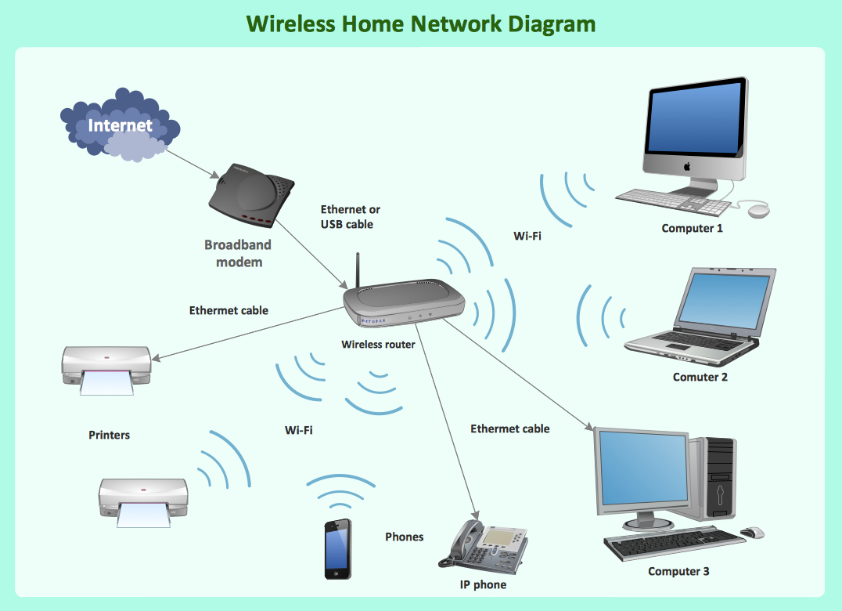 Wireless Home Network Diagram
Internet
Broadband
modem
Ethernet or
USB cable
Wi-Fi
Computer 1
Ethermet cable
Wireless router
NETGEAR
Comuter 2
Printers
Wi-Fi
Ethermet cable
Phones
IP phone
Computer 3